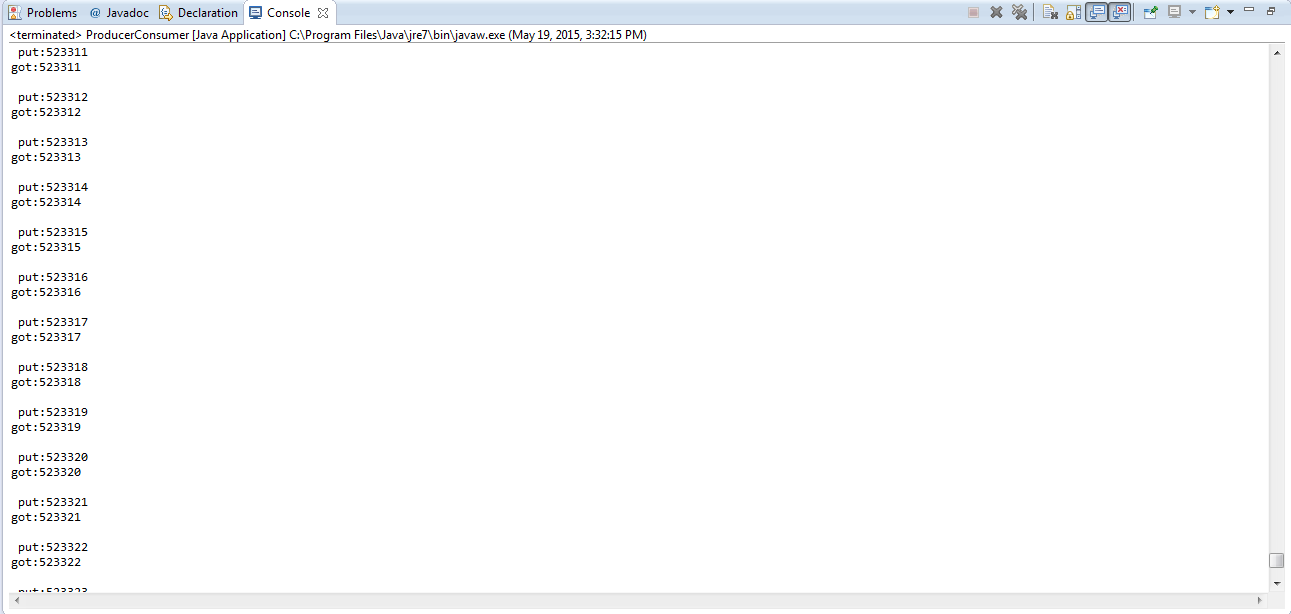 Problems @ Javadoc Declaration Console
<terminated> ProducerConsumer [Java Application] C:\Program Files\Java\jre7\bin\javaw.exe (May 19, 2015, 3:32:15 PM)
put:523311
got:523311
put:523312
got:523312
put:523313
got:523313
put:523314
got:523314
put:523315
got:523315
put:523316
got:523316
put:523317
got:523317
put:523318
got:523318
put:523319
got:523319
put:523320
got:523320
put:523321
got:523321
put:523322
got:523322
put:523323